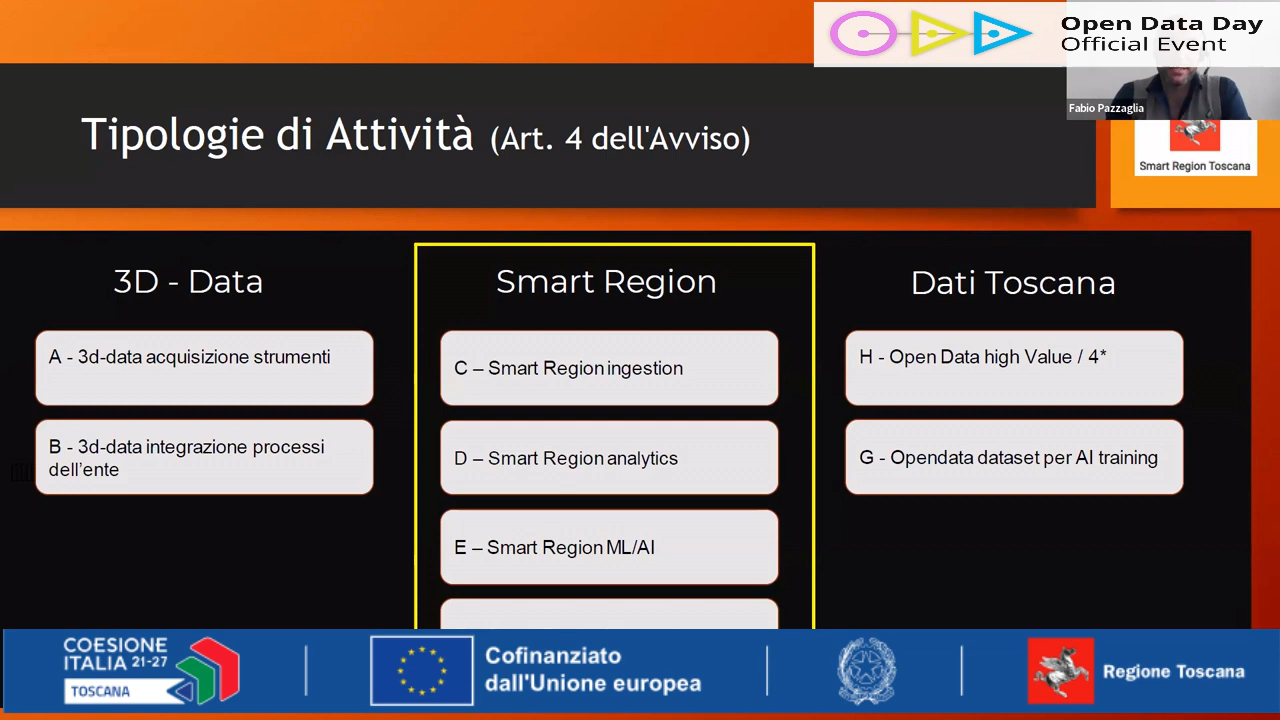 Open Data Day
Official Event
Fabio Pazzaglia
Tipologie di Attività (Art. 4 dell'Avviso)
Smart Region Toscana
3D - Data
A - 3d-data acquisizione strumenti
B - 3d-data integrazione processi
dell'ente
Smart Region
C – Smart Region ingestion
D – Smart Region analytics
E – Smart Region ML/AI
Dati Toscana
H - Open Data high Value / 4*
G - Opendata dataset per AI training
COESIONE
ITALIA 21-27
TOSCANA
Cofinanziato
dall'Unione europea
Regione Toscana